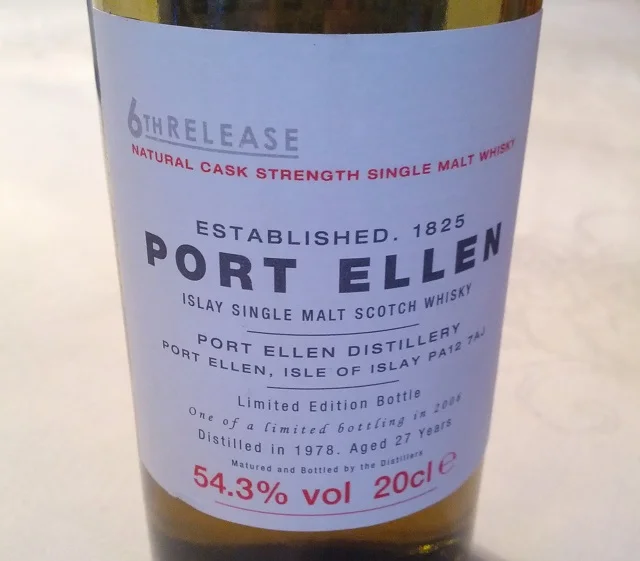 6THRELEASE
NATURAL CASK STRENGTH SINGLE MALT WHISKY
ESTABLISHED. 1825
PORT ELLEN
ISLAY SINGLE MALT SCOTCH WHISKY
PORT ELLEN DISTILLERY
PORT ELLEN, ISLE OF ISLAY PA12 7AJ
Limited Edition Bottle
One of a limited bottling in 2006
Distilled in 1978. Aged 27 Years
Matured and Bottled by the Distillers
54.3% vol 20cl ℮